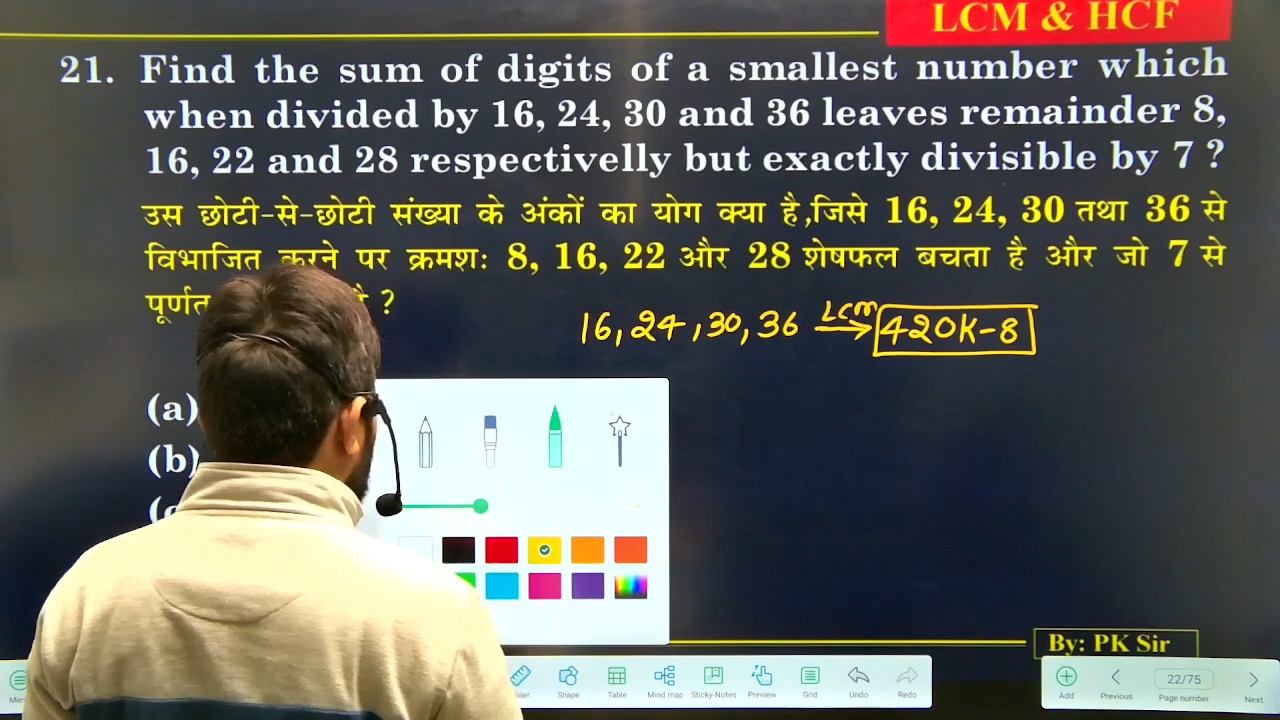 LCM & HCF
21. Find the sum of digits of a smallest number which
when divided by 16, 24, 30 and 36 leaves remainder 8,
16, 22 and 28 respectivelly but exactly divisible by 7 ?
उस छोटी-से-छोटी संख्या के अंकों का योग क्या है,जिसे 16, 24, 30 तथा 36 से
विभाजित करने पर क्रमशः 8, 16, 22 और 28 शेषफल बचता है और जो 7 से
?
16, 24, 30, 36 LCM → 420K-8
(a)
(b)
By: PK Sir
Shape Table Mind map Sticky-Notes Preview Grid Undo Redo
Add Previous 22/75 Page number Next